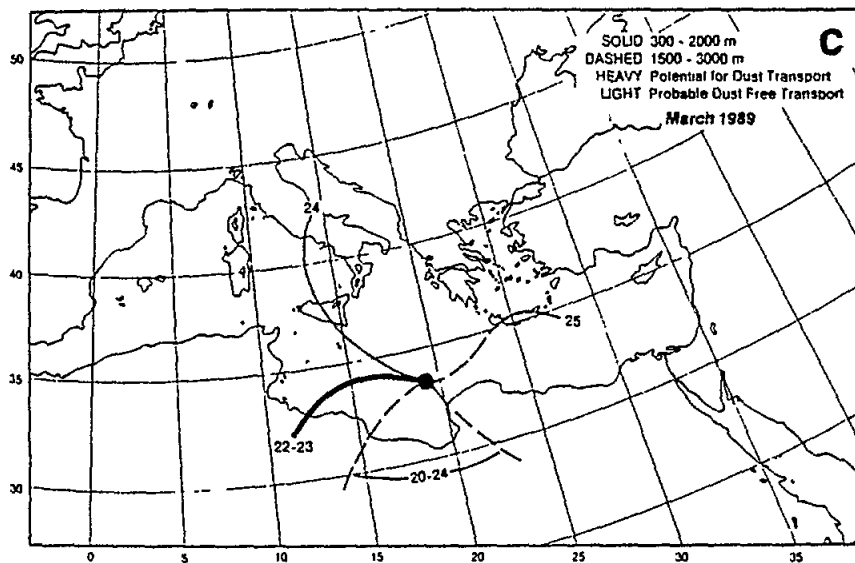 C
SOLID 300 - 2000 m
DASHED 1500 - 3000 m
HEAVY Potential for Dust Transport
LIGHT Probable Dust Free Transport
March 1989
50
45
40
35
30
24
25
22-23
20-24
0 5 10 15 20 25 30 35